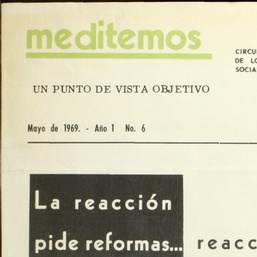 meditemos
CIRCU
DE LO
SOCIA
UN PUNTO DE VISTA OBJETIVO
Mayo de 1969. - Año 1 No. 6
La reacción
pide reformas... reacc